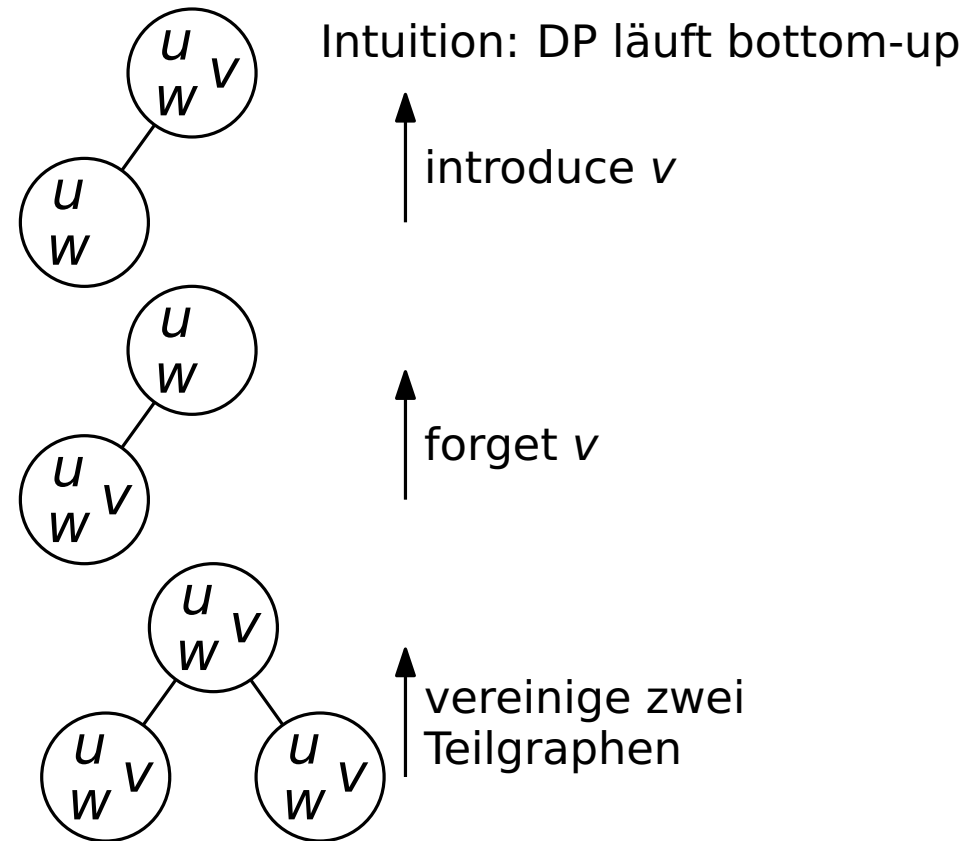 Intuition: DP läuft bottom-up
u v
w
introduce v
u
w
u
w
forget v
u
w v
u v
w
vereinige zwei
Teilgraphen
u v
w
u v
w